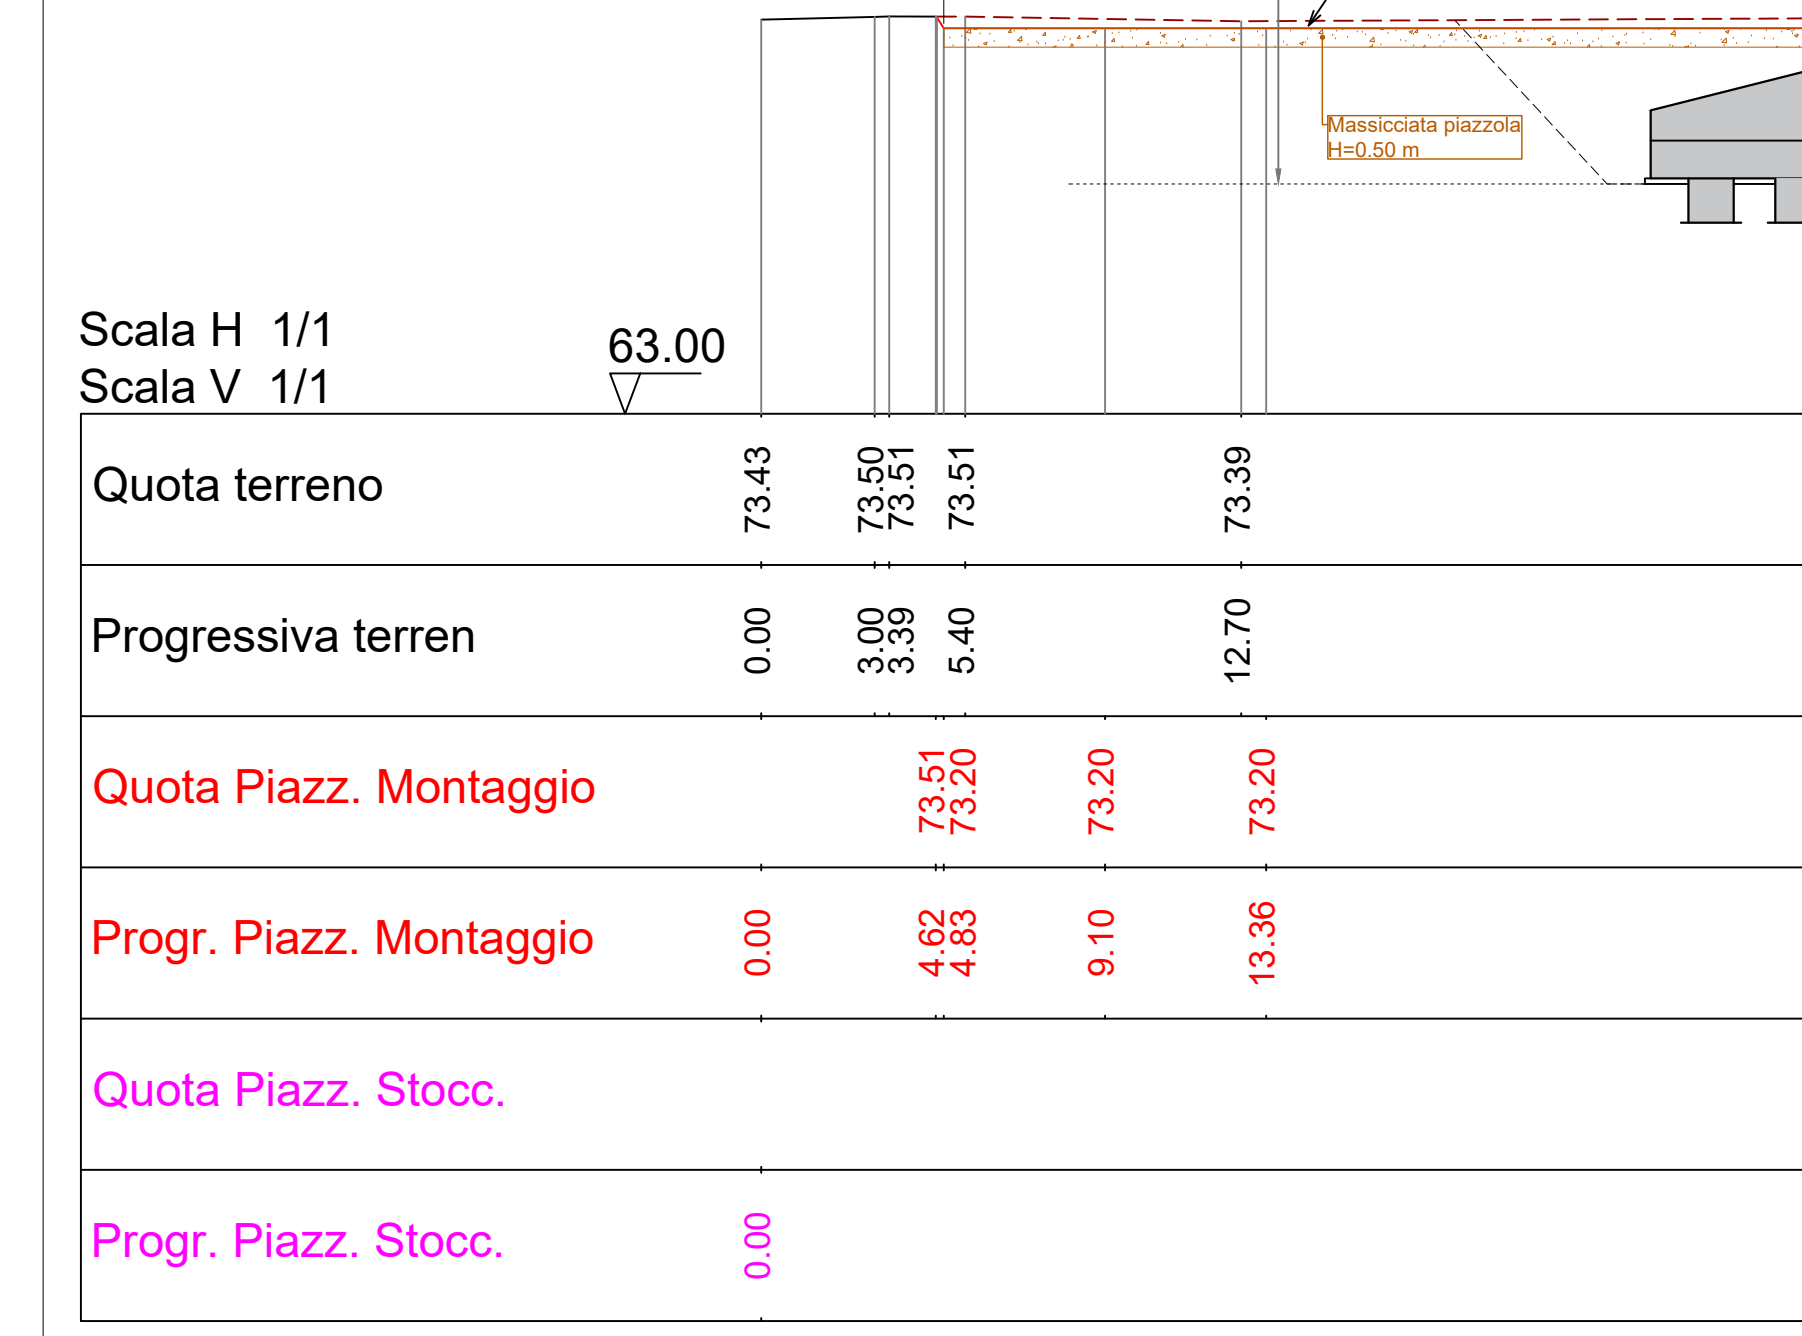 Massicciata piazzola
H=0.50 m
Scala H 1/1
63.00
Scala V 1/1
Quota terreno 73.43 73.50 73.51 73.51 73.39
Progressiva terren 0.00 3.00 3.39 5.40 12.70
Quota Piazz. Montaggio 73.51 73.20 73.20 73.20
Progr. Piazz. Montaggio 0.00 4.62 4.83 9.10 13.36
Quota Piazz. Stocc.
Progr. Piazz. Stocc. 0.00